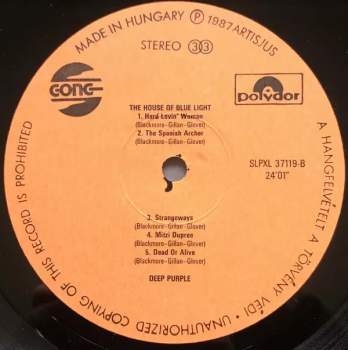 MADE IN HUNGARY Ⓟ 1987 ARTISJUS
STEREO 33
GONG
polydor
THE HOUSE OF BLUE LIGHT
1. Hard Lovin' Woman
(Blackmore-Gillan-Glover)
2. The Spanish Archer
(Blackmore-Gillan-Glover)
SLPXL 37119-B
24'01"
3. Strangeways
(Blackmore-Gillan-Glover)
4. Mitzi Dupree
(Blackmore-Gillan-Glover)
5. Dead Or Alive
(Blackmore-Gillan-Glover)
DEEP PURPLE
A HANGFELVÉTELT A TÖRVÉNY VÉDI • UNAUTHORIZED COPYING OF THIS RECORD IS PROHIBITED